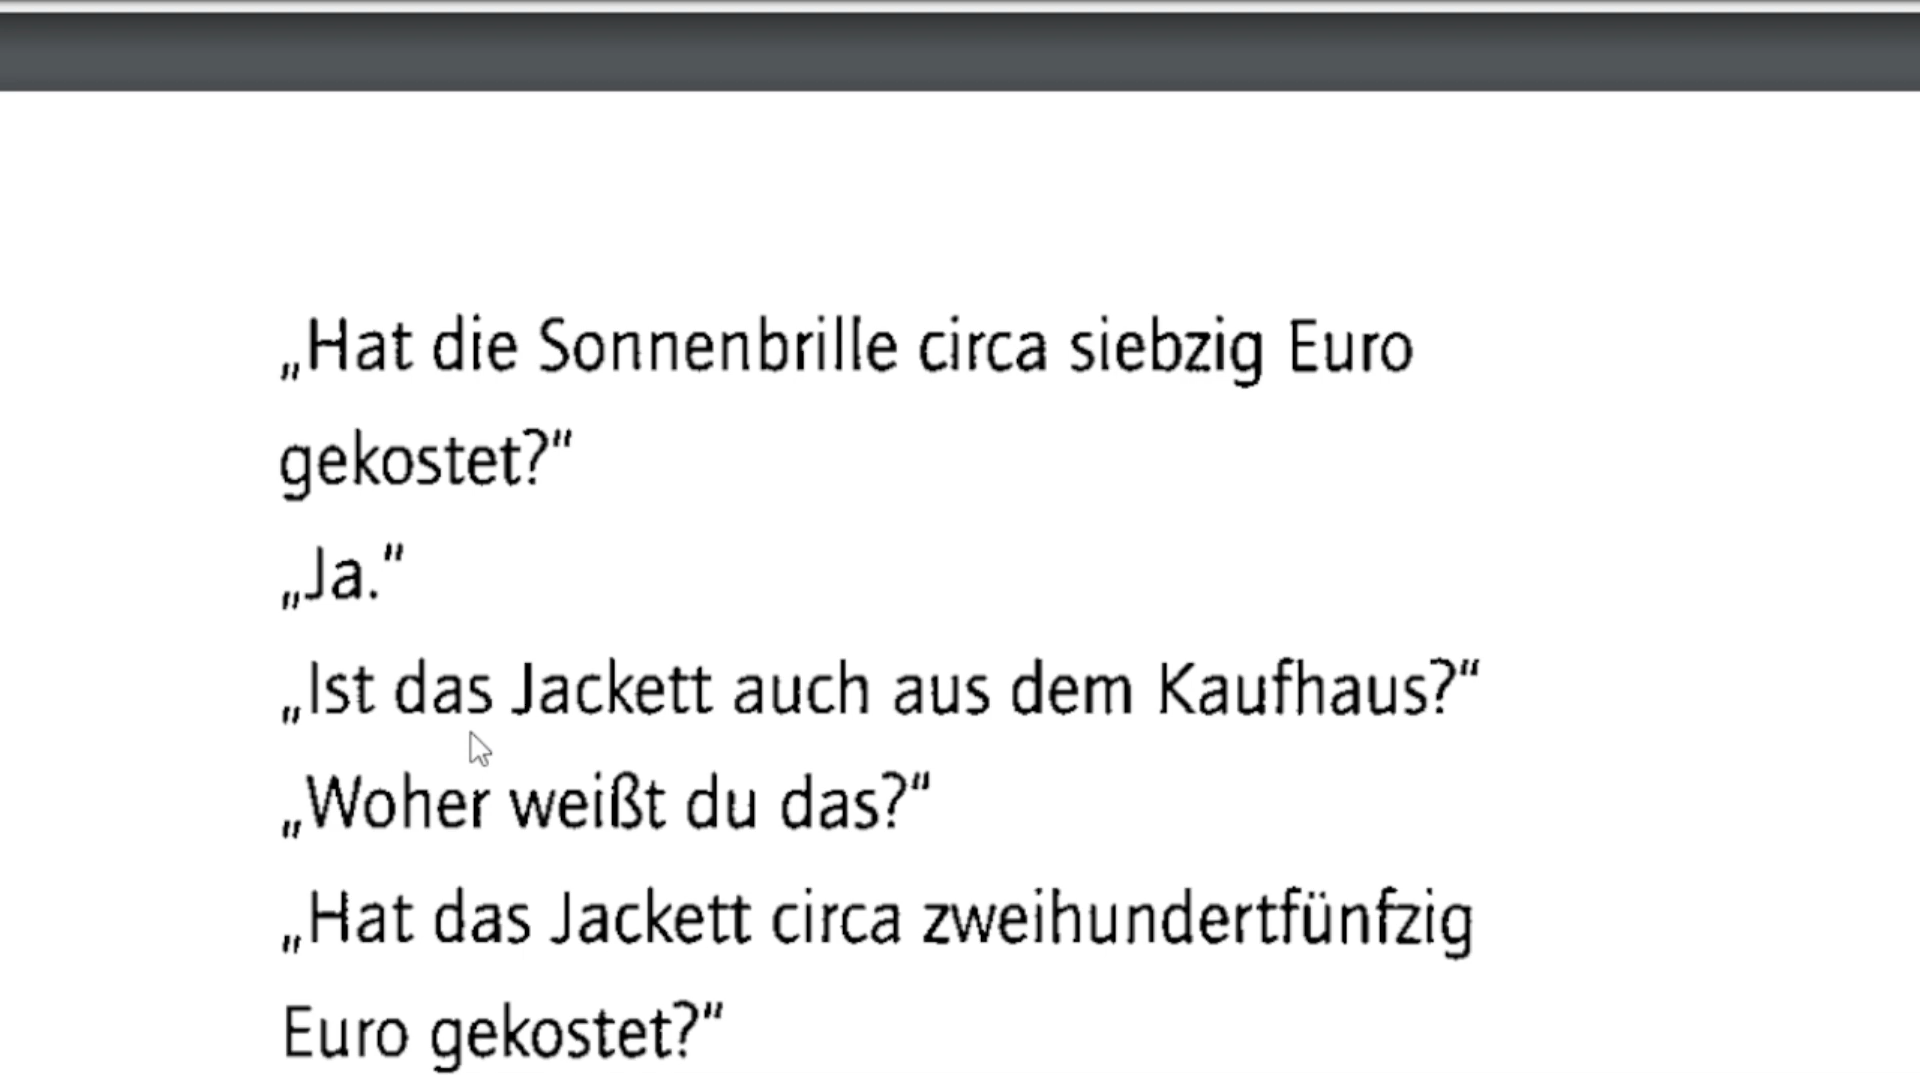 „Hat die Sonnenbrille circa siebzig Euro
gekostet?“
„Ja.“
„Ist das Jackett auch aus dem Kaufhaus?“
„Woher weißt du das?“
„Hat das Jackett circa zweihundertfünfzig
Euro gekostet?“